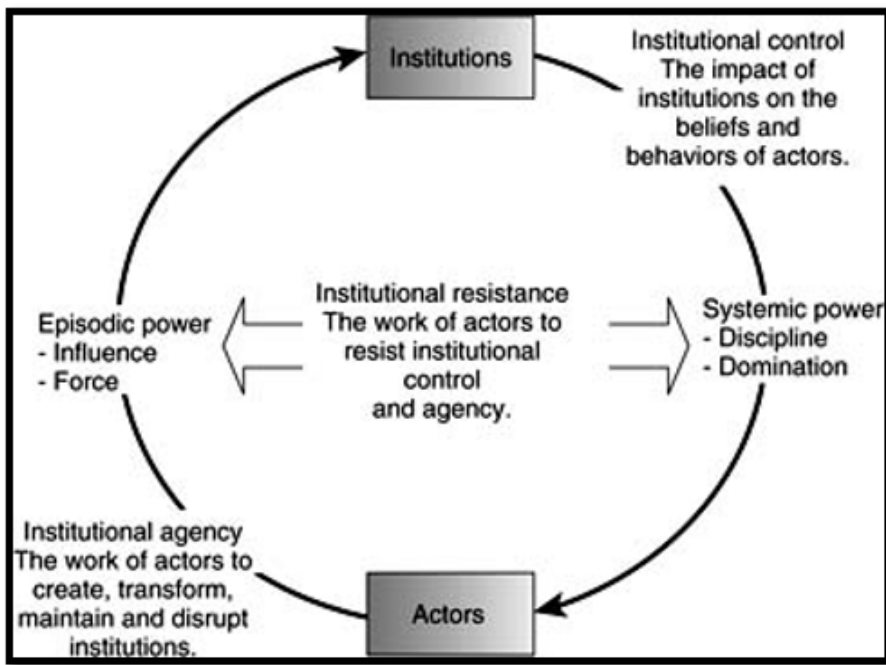 Institutions
Institutional control
The impact of
institutions on the
beliefs and
behaviors of actors.
Episodic power
- Influence
- Force
Institutional resistance
The work of actors to
resist institutional
control
and agency.
Systemic power
- Discipline
- Domination
Institutional agency
The work of actors to
create, transform,
maintain and disrupt
institutions.
Actors